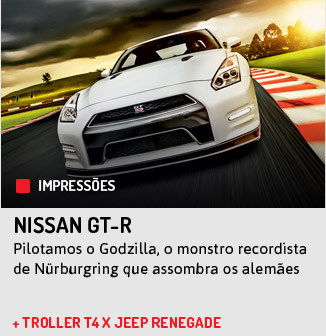 IMPRESSÕES
NISSAN GT-R
Pilotamos o Godzilla, o monstro recordista
de Nürburgring que assombra os alemães
+ TROLLER T4 X JEEP RENEGADE